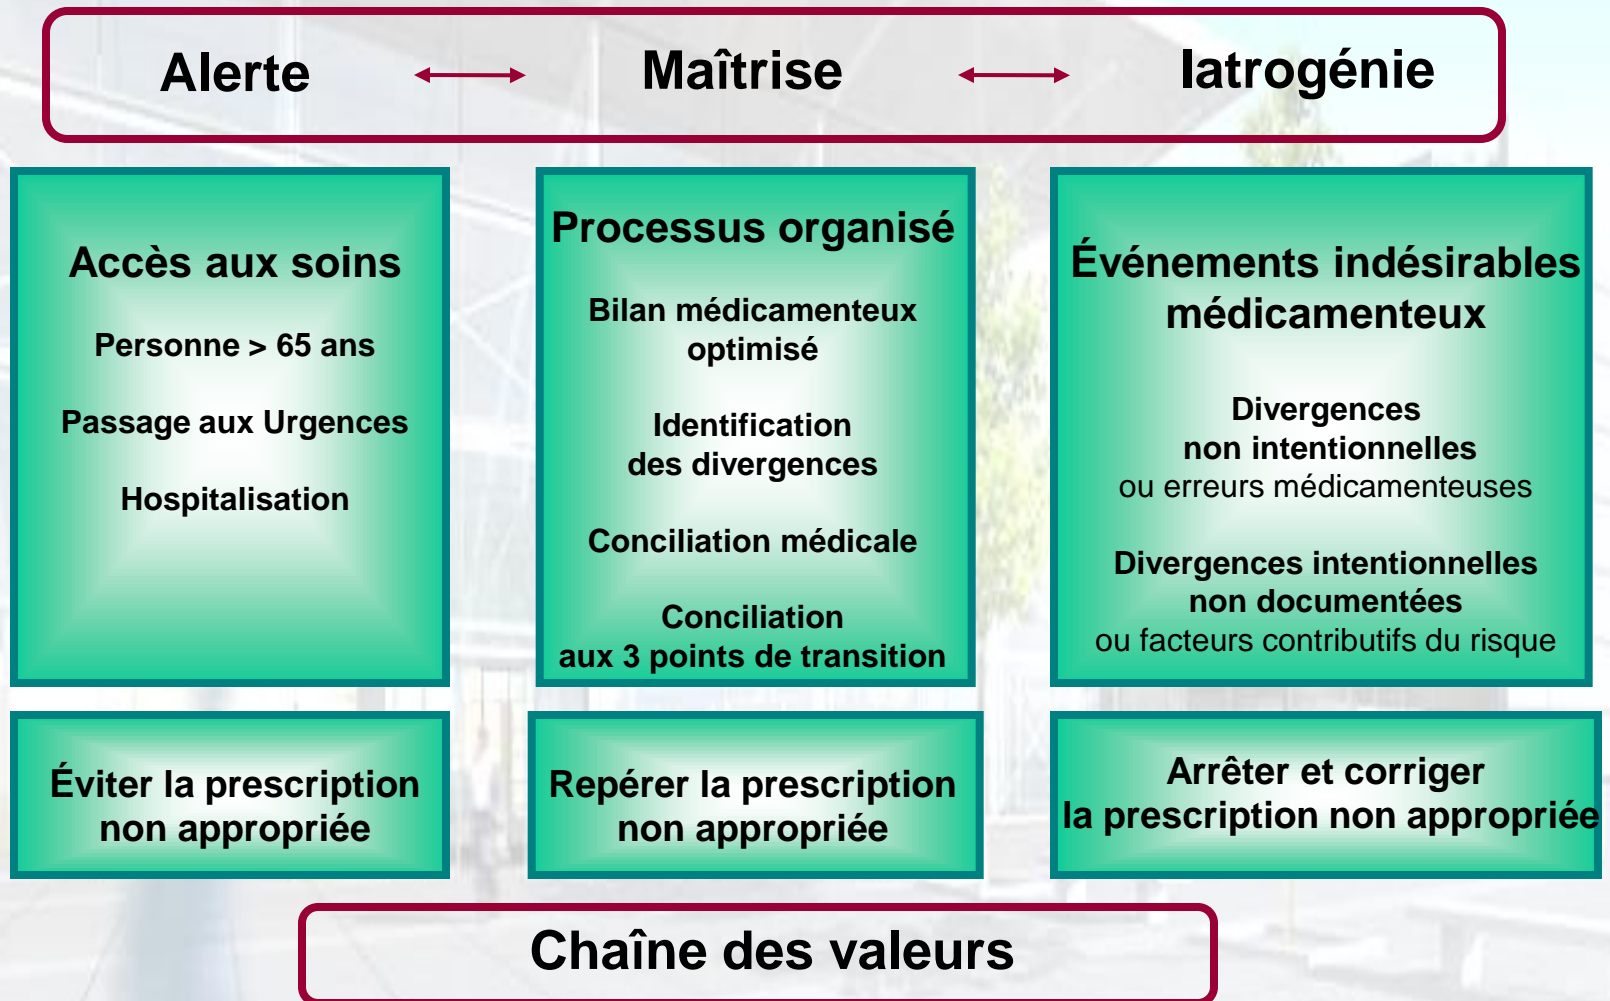 Alerte
Maîtrise
Iatrogénie
Accès aux soins
Personne > 65 ans
Passage aux Urgences
Hospitalisation
Processus organisé
Bilan médicamenteux
optimisé
Identification
des divergences
Conciliation médicale
Conciliation
aux 3 points de transition
Événements indésirables
médicamenteux
Divergences
non intentionnelles
ou erreurs médicamenteuses
Divergences intentionnelles
non documentées
ou facteurs contributifs du risque
Éviter la prescription
non appropriée
Repérer la prescription
non appropriée
Arrêter et corriger
la prescription non appropriée
Chaîne des valeurs